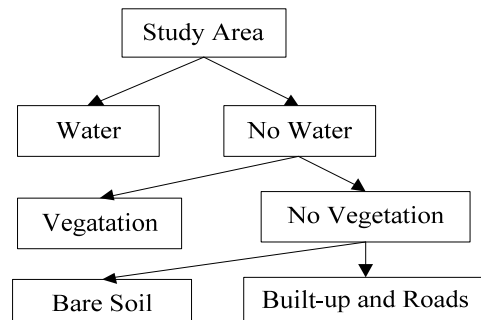 Study Area
Water
No Water
Vegatation
No Vegetation
Bare Soil
Built-up and Roads